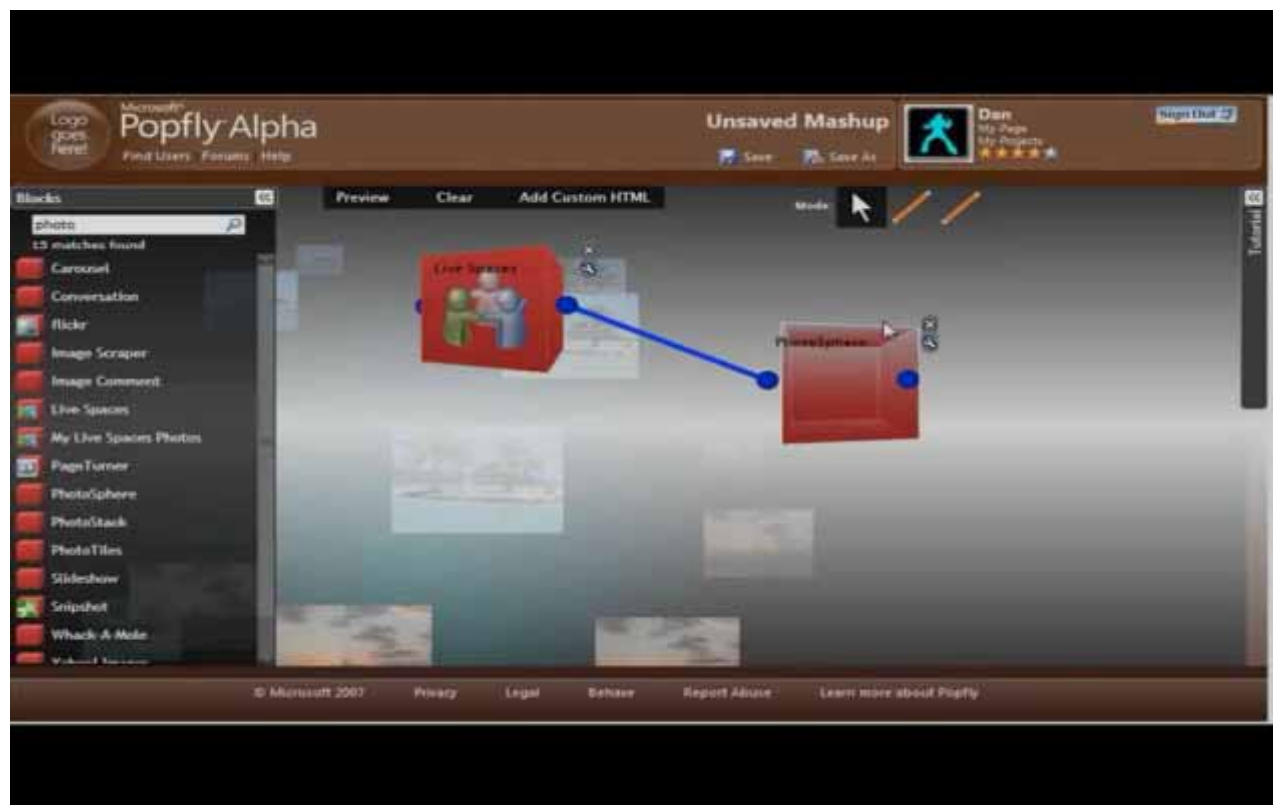 Logo
goes
here!
Microsoft®
Popfly Alpha
Find Users Forums Help
Unsaved Mashup
Save Save As
Dan
My Page
My Projects
Sign Out
Blocks
photo
15 matches found
Carousel
Conversation
flickr
Image Scraper
Image Comment
Live Spaces
My Live Spaces Photos
PageTurner
PhotoSphere
PhotoStack
PhotoTiles
Slideshow
Snipshot
Whack-A-Mole
Preview Clear Add Custom HTML
Mode
Live Spaces
PhotoSphere
Tutorial
© Microsoft 2007 Privacy Legal Behave Report Abuse Learn more about Popfly